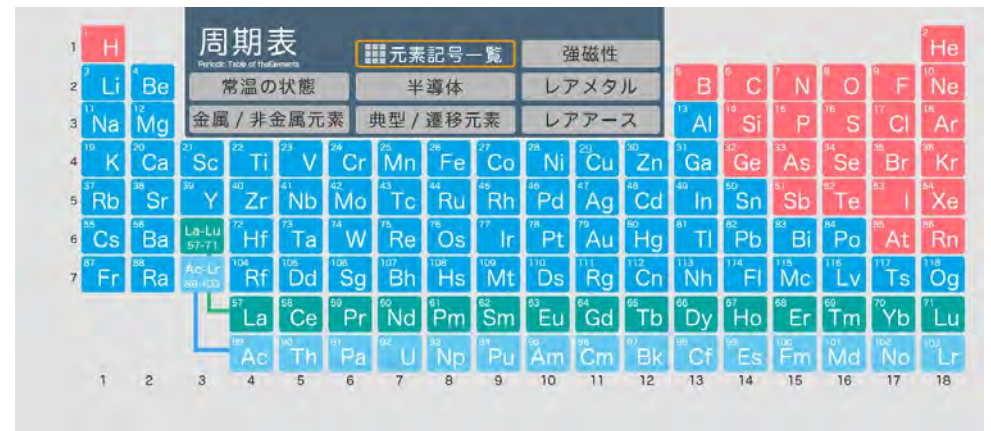 周期表
Periodic Table of the Elements
元素記号一覧
強磁性
常温の状態
半導体
レアメタル
金属 / 非金属元素
典型 / 遷移元素
レアアース
1 1 H 2 He
2 3 Li 4 Be 5 B 6 C 7 N 8 O 9 F 10 Ne
3 11 Na 12 Mg 13 Al 14 Si 15 P 16 S 17 Cl 18 Ar
4 19 K 20 Ca 21 Sc 22 Ti 23 V 24 Cr 25 Mn 26 Fe 27 Co 28 Ni 29 Cu 30 Zn 31 Ga 32 Ge 33 As 34 Se 35 Br 36 Kr
5 37 Rb 38 Sr 39 Y 40 Zr 41 Nb 42 Mo 43 Tc 44 Ru 45 Rh 46 Pd 47 Ag 48 Cd 49 In 50 Sn 51 Sb 52 Te 53 I 54 Xe
6 55 Cs 56 Ba La-Lu 57-71 72 Hf 73 Ta 74 W 75 Re 76 Os 77 Ir 78 Pt 79 Au 80 Hg 81 Tl 82 Pb 83 Bi 84 Po 85 At 86 Rn
7 87 Fr 88 Ra Ac-Lr 89-103 104 Rf 105 Dd 106 Sg 107 Bh 108 Hs 109 Mt 110 Ds 111 Rg 112 Cn 113 Nh 114 Fl 115 Mc 116 Lv 117 Ts 118 Og
57 La 58 Ce 59 Pr 60 Nd 61 Pm 62 Sm 63 Eu 64 Gd 65 Tb 66 Dy 67 Ho 68 Er 69 Tm 70 Yb 71 Lu
89 Ac 90 Th 91 Pa 92 U 93 Np 94 Pu 95 Am 96 Cm 97 Bk 98 Cf 99 Es 100 Fm 101 Md 102 No 103 Lr
1 2 3 4 5 6 7 8 9 10 11 12 13 14 15 16 17 18